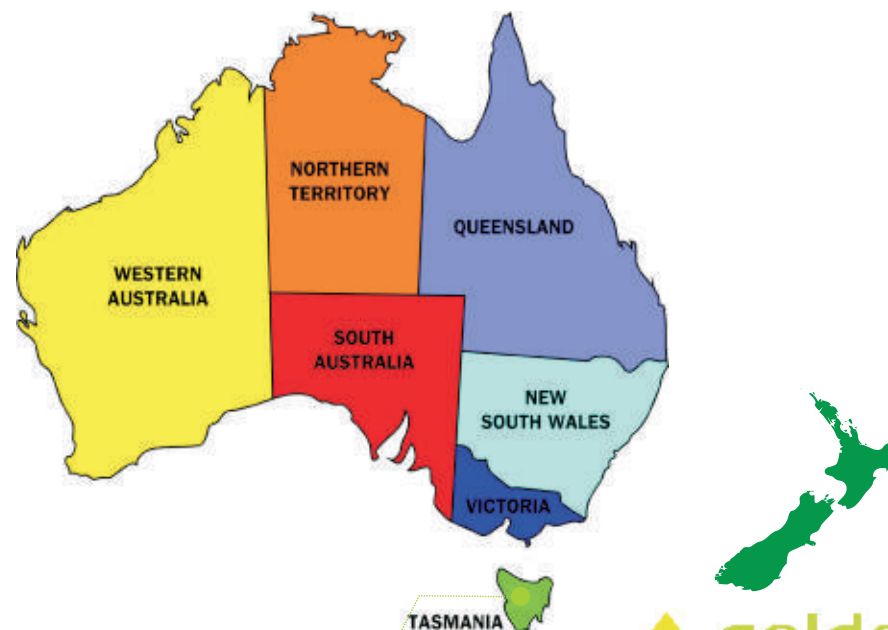 NORTHERN
TERRITORY
QUEENSLAND
WESTERN
AUSTRALIA
SOUTH
AUSTRALIA
NEW
SOUTH WALES
VICTORIA
TASMANIA